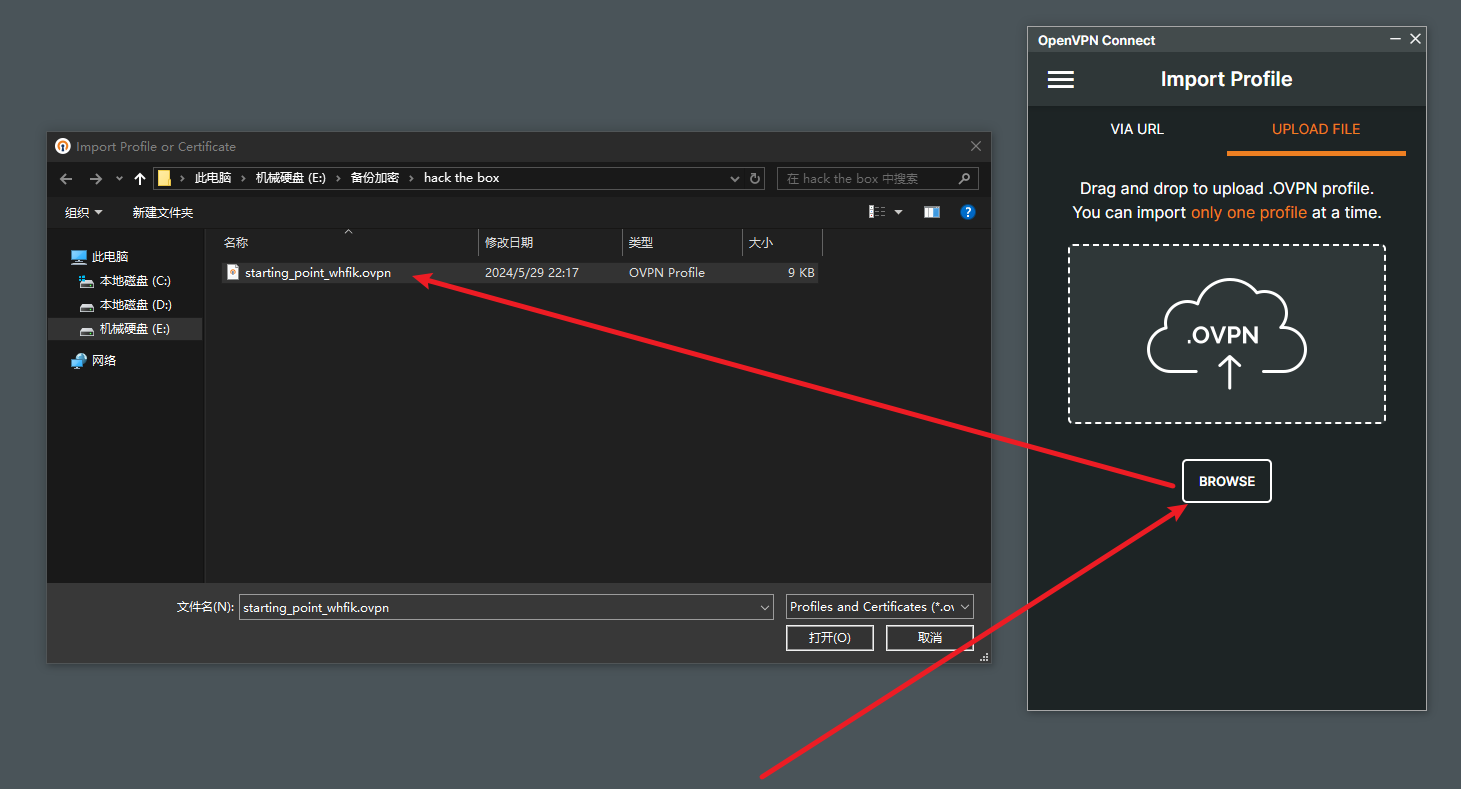 OpenVPN Connect
Import Profile
VIA URL
UPLOAD FILE
Drag and drop to upload .OVPN profile.
You can import only one profile at a time.
.OVPN
BROWSE
Import Profile or Certificate
此电脑 › 机械硬盘 (E:) › 备份加密 › hack the box
在 hack the box 中搜索
组织
新建文件夹
此电脑
本地磁盘 (C:)
本地磁盘 (D:)
机械硬盘 (E:)
网络
名称 修改日期 类型 大小
starting_point_whfik.ovpn 2024/5/29 22:17 OVPN Profile 9 KB
文件名(N): starting_point_whfik.ovpn
Profiles and Certificates (*.ov
打开(O)
取消